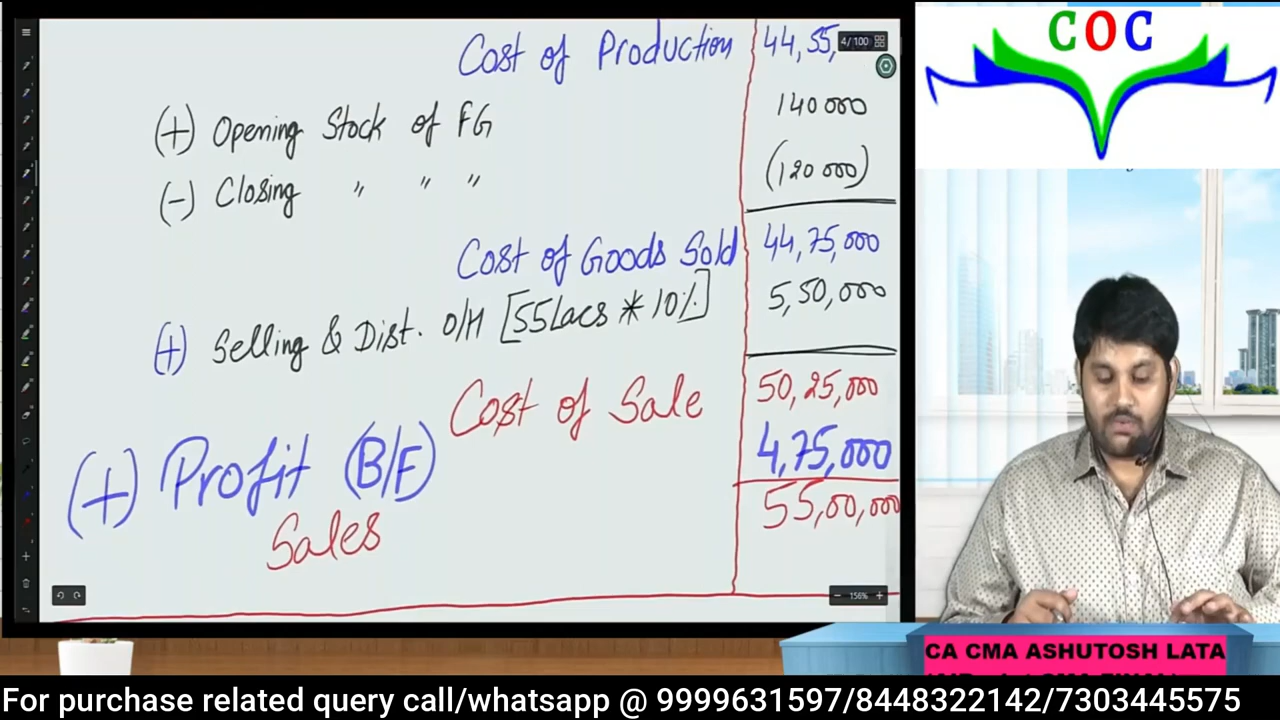 COC
4/100
Cost of Production 44,55,
(+) Opening Stock of FG 140000
(-) Closing " " " (120000)
Cost of Goods Sold 44,75,000
(+) Selling & Dist. O/H [55Lacs * 10%] 5,50,000
Cost of Sale 50,25,000
(+) Profit (B/F) 4,75,000
Sales 55,00,000
156%
CA CMA ASHUTOSH LATA
For purchase related query call/whatsapp @ 9999631597/8448322142/7303445575